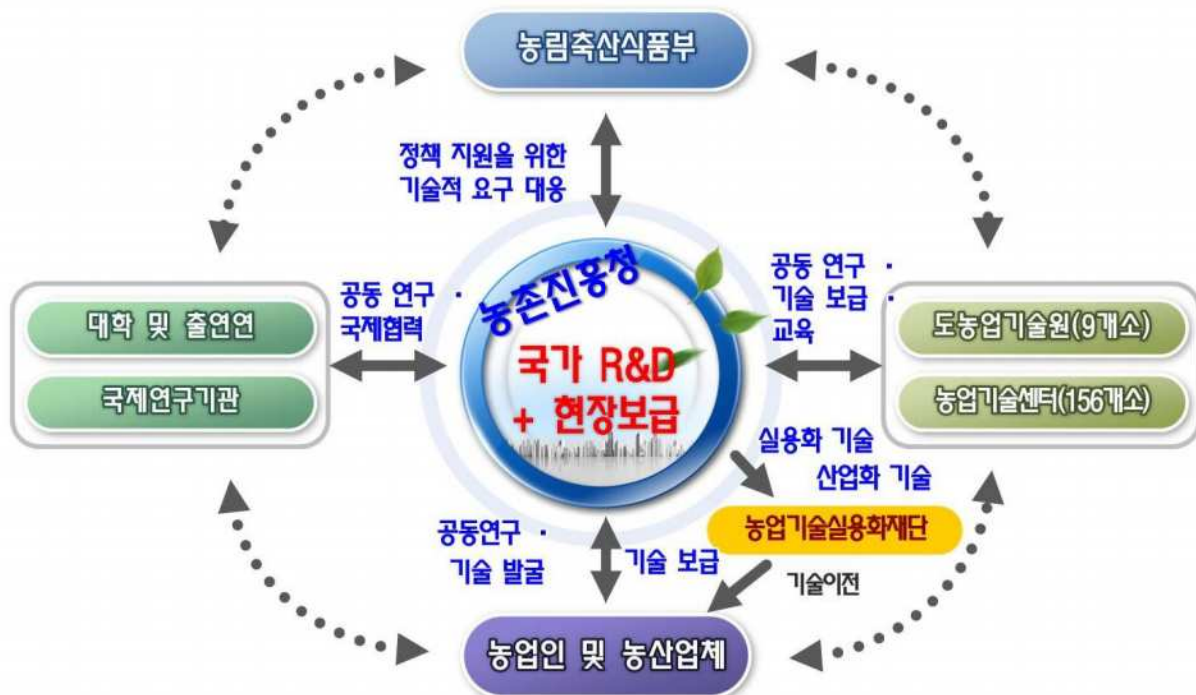 농림축산식품부
정책 지원을 위한
기술적 요구 대응
공동 연구 ·
국제협력
농촌진흥청
국가 R&D
+ 현장보급
공동 연구 ·
기술 보급 ·
교육
대학 및 출연연
국제연구기관
도농업기술원(9개소)
농업기술센터(156개소)
실용화 기술
산업화 기술
농업기술실용화재단
기술이전
공동연구 ·
기술 발굴
기술 보급
농업인 및 농산업체